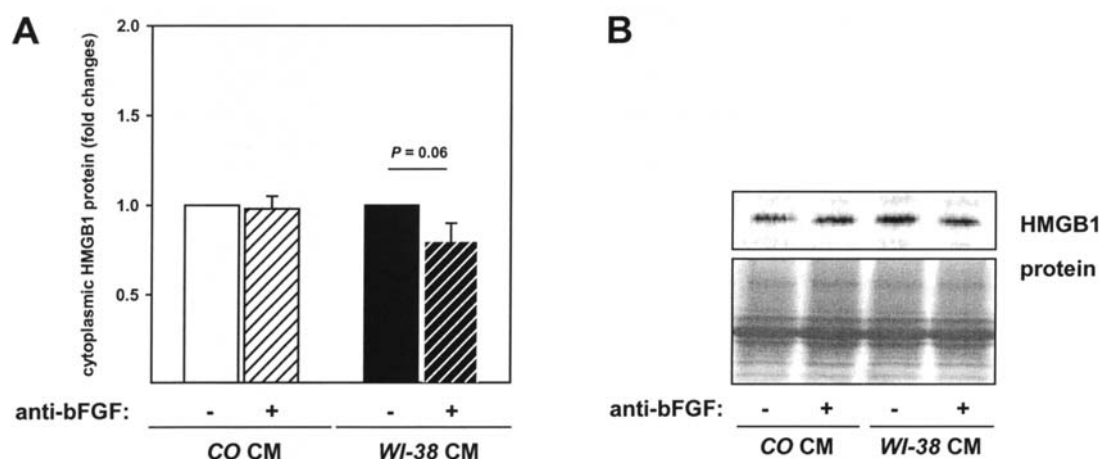 A
cytoplasmic HMGB1 protein (fold changes)
2.0
1.5
1.0
0.5
P = 0.06
anti-bFGF: - + - +
CO CM WI-38 CM
B
HMGB1
protein
anti-bFGF: - + - +
CO CM WI-38 CM